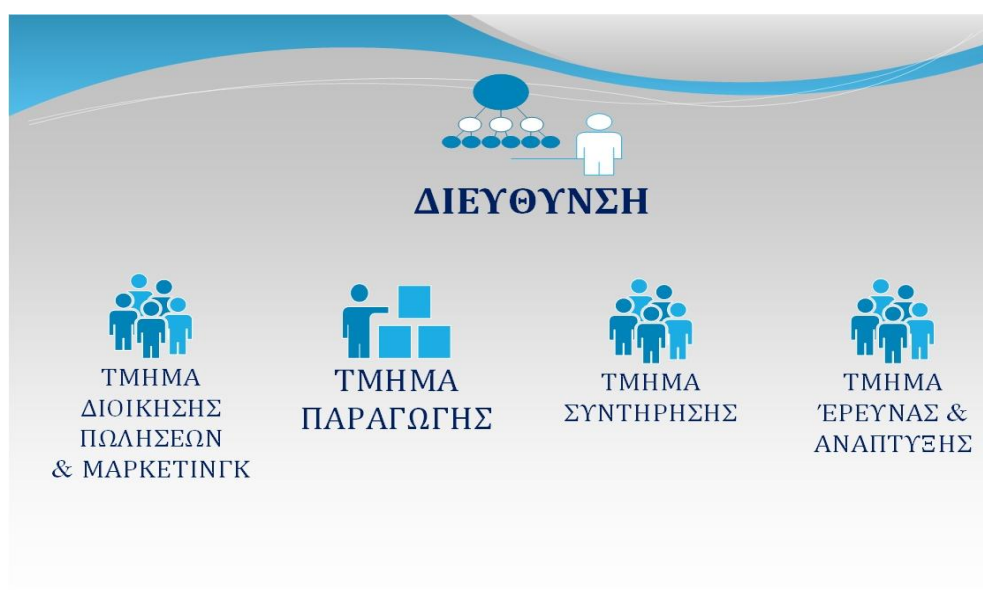 ΔΙΕΥΘΥΝΣΗ
ΤΜΗΜΑ
ΔΙΟΙΚΗΣΗΣ
ΠΩΛΗΣΕΩΝ
& ΜΑΡΚΕΤΙΝΓΚ
ΤΜΗΜΑ
ΠΑΡΑΓΩΓΗΣ
ΤΜΗΜΑ
ΣΥΝΤΗΡΗΣΗΣ
ΤΜΗΜΑ
ΈΡΕΥΝΑΣ &
ΑΝΑΠΤΥΞΗΣ